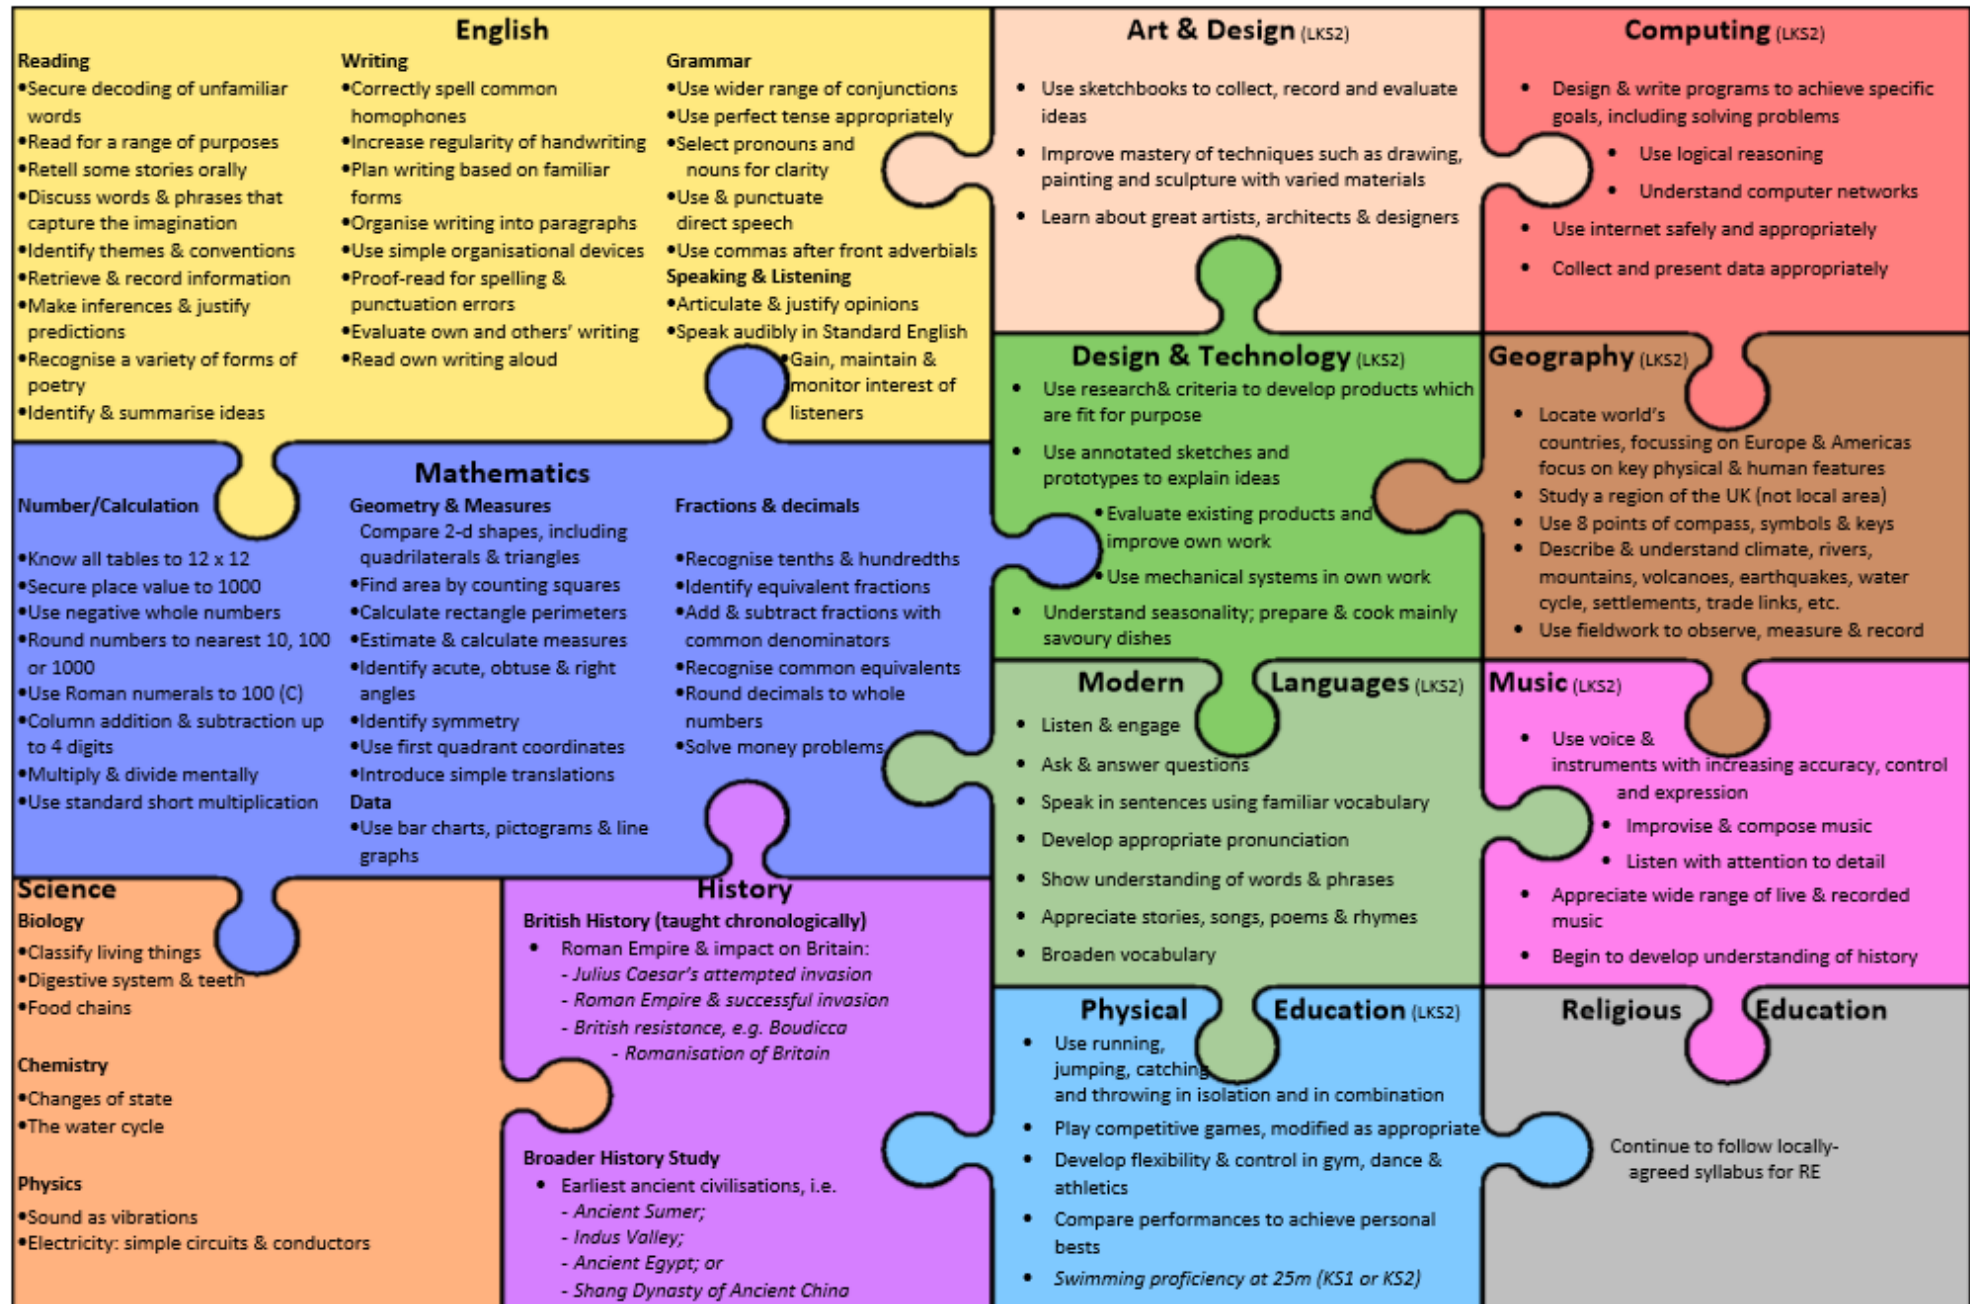 English
Reading
•Secure decoding of unfamiliar
words
•Read for a range of purposes
•Retell some stories orally
•Discuss words & phrases that
capture the imagination
•Identify themes & conventions
•Retrieve & record information
•Make inferences & justify
predictions
•Recognise a variety of forms of
poetry
•Identify & summarise ideas
Writing
•Correctly spell common
homophones
•Increase regularity of handwriting
•Plan writing based on familiar
forms
•Organise writing into paragraphs
•Use simple organisational devices
•Proof-read for spelling &
punctuation errors
•Evaluate own and others' writing
•Read own writing aloud
Grammar
•Use wider range of conjunctions
•Use perfect tense appropriately
•Select pronouns and
nouns for clarity
•Use & punctuate
direct speech
•Use commas after front adverbials
Speaking & Listening
•Articulate & justify opinions
•Speak audibly in Standard English
•Gain, maintain &
monitor interest of
listeners
Art & Design (LKS2)
• Use sketchbooks to collect, record and evaluate
ideas
• Improve mastery of techniques such as drawing,
painting and sculpture with varied materials
• Learn about great artists, architects & designers
Computing (LKS2)
• Design & write programs to achieve specific
goals, including solving problems
• Use logical reasoning
• Understand computer networks
• Use internet safely and appropriately
• Collect and present data appropriately
Design & Technology (LKS2)
• Use research& criteria to develop products which
are fit for purpose
• Use annotated sketches and
prototypes to explain ideas
•Evaluate existing products and
improve own work
•Use mechanical systems in own work
• Understand seasonality; prepare & cook mainly
savoury dishes
Geography (LKS2)
• Locate world's
countries, focussing on Europe & Americas
focus on key physical & human features
• Study a region of the UK (not local area)
• Use 8 points of compass, symbols & keys
• Describe & understand climate, rivers,
mountains, volcanoes, earthquakes, water
cycle, settlements, trade links, etc.
• Use fieldwork to observe, measure & record
Mathematics
Number/Calculation
•Know all tables to 12 x 12
•Secure place value to 1000
•Use negative whole numbers
•Round numbers to nearest 10, 100
or 1000
•Use Roman numerals to 100 (C)
•Column addition & subtraction up
to 4 digits
•Multiply & divide mentally
•Use standard short multiplication
Geometry & Measures
Compare 2-d shapes, including
quadrilaterals & triangles
•Find area by counting squares
•Calculate rectangle perimeters
•Estimate & calculate measures
•Identify acute, obtuse & right
angles
•Identify symmetry
•Use first quadrant coordinates
•Introduce simple translations
Data
•Use bar charts, pictograms & line
graphs
Fractions & decimals
•Recognise tenths & hundredths
•Identify equivalent fractions
•Add & subtract fractions with
common denominators
•Recognise common equivalents
•Round decimals to whole
numbers
•Solve money problems
Modern Languages (LKS2)
• Listen & engage
• Ask & answer questions
• Speak in sentences using familiar vocabulary
• Develop appropriate pronunciation
• Show understanding of words & phrases
• Appreciate stories, songs, poems & rhymes
• Broaden vocabulary
Music (LKS2)
• Use voice &
instruments with increasing accuracy, control
and expression
• Improvise & compose music
• Listen with attention to detail
• Appreciate wide range of live & recorded
music
• Begin to develop understanding of history
Science
Biology
•Classify living things
•Digestive system & teeth
•Food chains
Chemistry
•Changes of state
•The water cycle
Physics
•Sound as vibrations
•Electricity: simple circuits & conductors
History
British History (taught chronologically)
• Roman Empire & impact on Britain:
- Julius Caesar's attempted invasion
- Roman Empire & successful invasion
- British resistance, e.g. Boudicca
- Romanisation of Britain
Broader History Study
• Earliest ancient civilisations, i.e.
- Ancient Sumer;
- Indus Valley;
- Ancient Egypt; or
- Shang Dynasty of Ancient China
Physical Education (LKS2)
• Use running,
jumping, catching
and throwing in isolation and in combination
• Play competitive games, modified as appropriate
• Develop flexibility & control in gym, dance &
athletics
• Compare performances to achieve personal
bests
• Swimming proficiency at 25m (KS1 or KS2)
Religious Education
Continue to follow locally-
agreed syllabus for RE